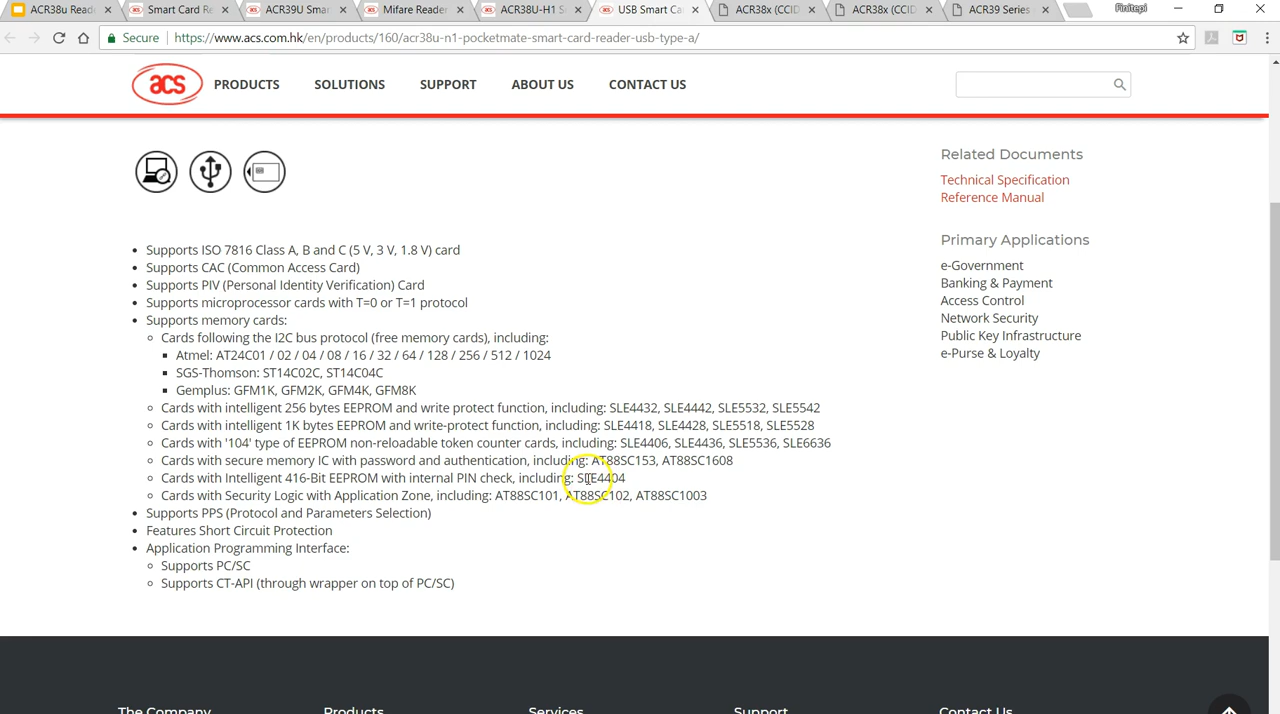 ACR38u Read
Smart Card Re
ACR39U Sma
Mifare Reader
ACR38U-H1 S
USB Smart Ca
ACR38x (CCID
ACR38x (CCID
ACR39 Series
Finitepi
Secure https://www.acs.com.hk/en/products/160/acr38u-n1-pocketmate-smart-card-reader-usb-type-a/
acs
PRODUCTS SOLUTIONS SUPPORT ABOUT US CONTACT US
Supports ISO 7816 Class A, B and C (5 V, 3 V, 1.8 V) card
Supports CAC (Common Access Card)
Supports PIV (Personal Identity Verification) Card
Supports microprocessor cards with T=0 or T=1 protocol
Supports memory cards:
Cards following the I2C bus protocol (free memory cards), including:
Atmel: AT24C01 / 02 / 04 / 08 / 16 / 32 / 64 / 128 / 256 / 512 / 1024
SGS-Thomson: ST14C02C, ST14C04C
Gemplus: GFM1K, GFM2K, GFM4K, GFM8K
Cards with intelligent 256 bytes EEPROM and write protect function, including: SLE4432, SLE4442, SLE5532, SLE5542
Cards with intelligent 1K bytes EEPROM and write-protect function, including: SLE4418, SLE4428, SLE5518, SLE5528
Cards with '104' type of EEPROM non-reloadable token counter cards, including: SLE4406, SLE4436, SLE5536, SLE6636
Cards with secure memory IC with password and authentication, including: AT88SC153, AT88SC1608
Cards with Intelligent 416-Bit EEPROM with internal PIN check, including: SLE4404
Cards with Security Logic with Application Zone, including: AT88SC101, AT88SC102, AT88SC1003
Supports PPS (Protocol and Parameters Selection)
Features Short Circuit Protection
Application Programming Interface:
Supports PC/SC
Supports CT-API (through wrapper on top of PC/SC)
Related Documents
Technical Specification
Reference Manual
Primary Applications
e-Government
Banking & Payment
Access Control
Network Security
Public Key Infrastructure
e-Purse & Loyalty
The Company Products Services Support Contact Us